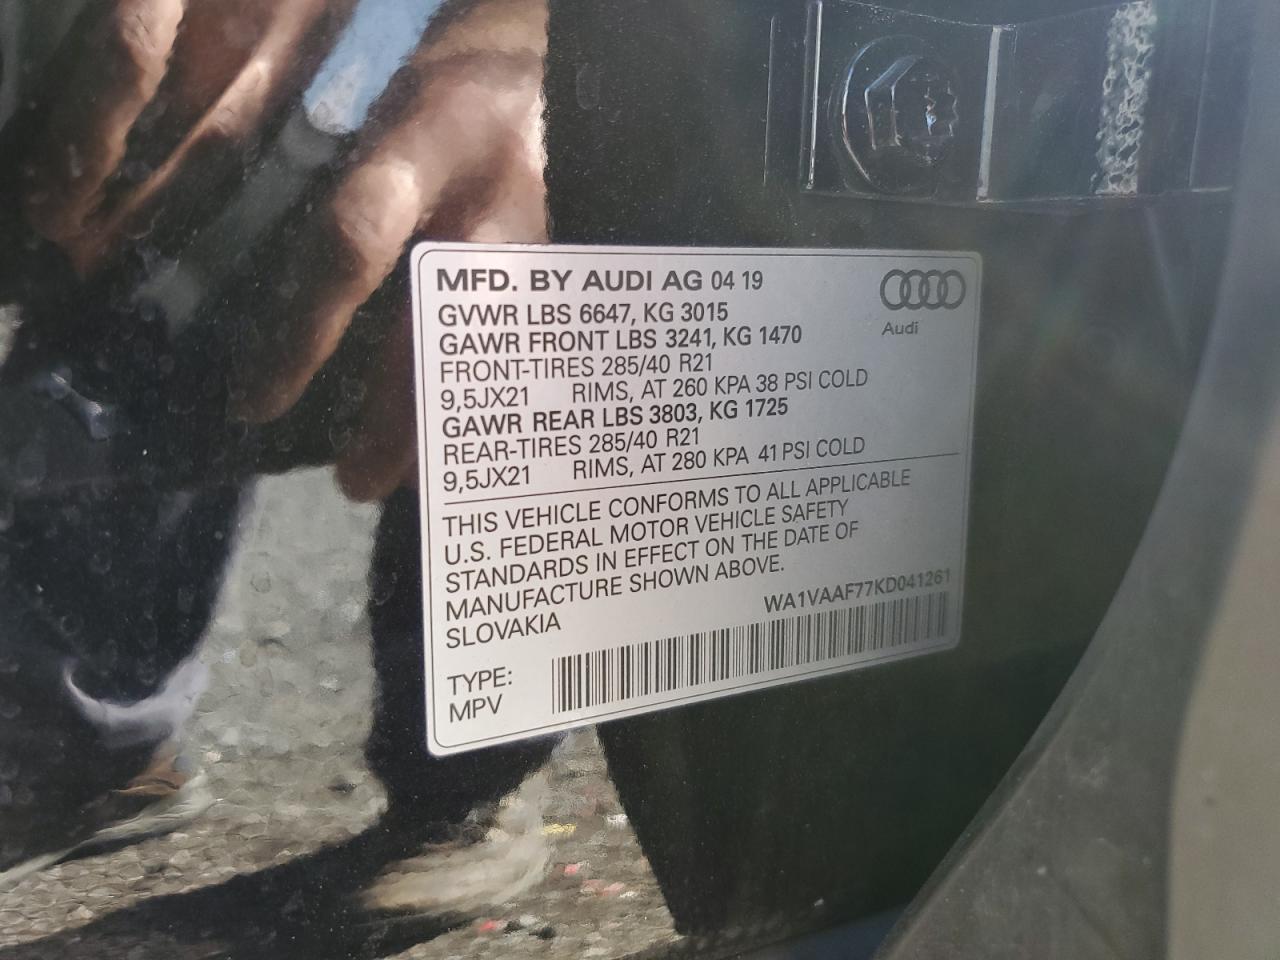 MFD. BY AUDI AG 04 19
Audi
GVWR LBS 6647, KG 3015
GAWR FRONT LBS 3241, KG 1470
FRONT-TIRES 285/40 R21
9,5JX21 RIMS, AT 260 KPA 38 PSI COLD
GAWR REAR LBS 3803, KG 1725
REAR-TIRES 285/40 R21
9,5JX21 RIMS, AT 280 KPA 41 PSI COLD
THIS VEHICLE CONFORMS TO ALL APPLICABLE
U.S. FEDERAL MOTOR VEHICLE SAFETY
STANDARDS IN EFFECT ON THE DATE OF
MANUFACTURE SHOWN ABOVE.
SLOVAKIA
WA1VAAF77KD041261
TYPE:
MPV